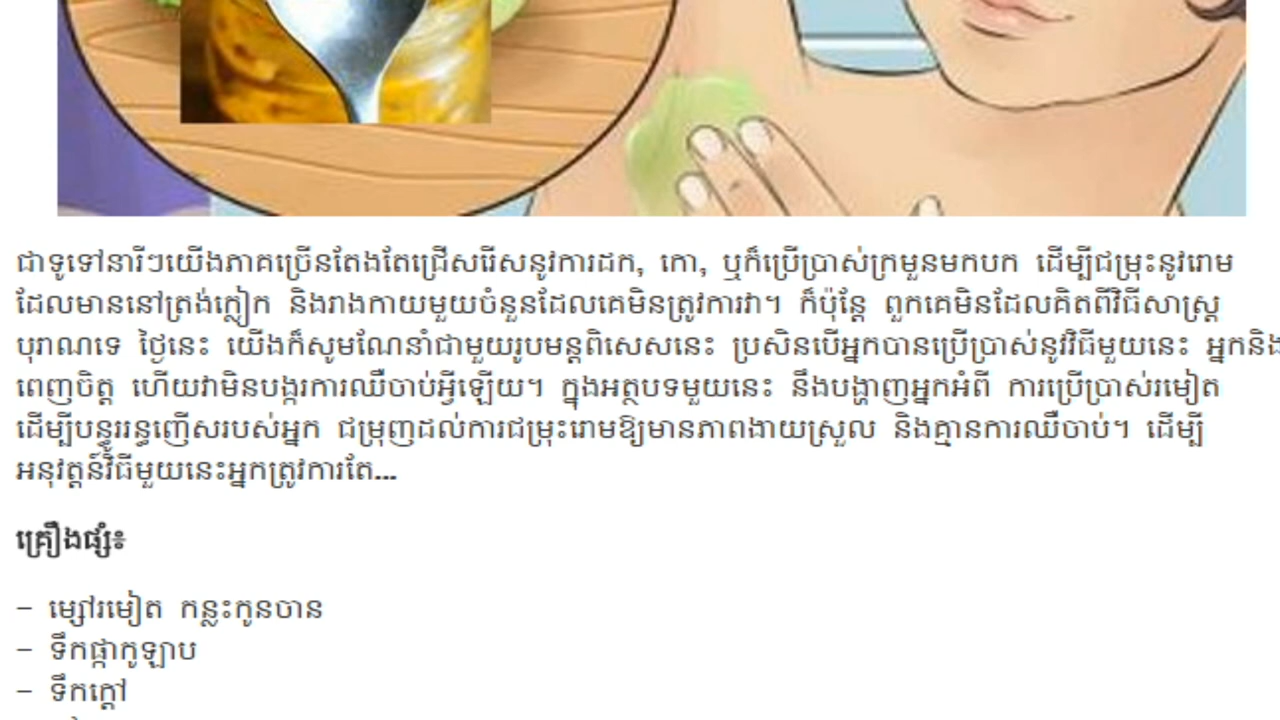 ជាទូទៅនារីៗយើងភាគច្រើនតែងតែជ្រើសរើសនូវការដក, កោ, ឬក៏ប្រើប្រាស់ក្រមួនមកបក ដើម្បីជម្រុះនូវរោម
ដែលមាននៅត្រង់ក្លៀក និងរាងកាយមួយចំនួនដែលគេមិនត្រូវការវា។ ក៏ប៉ុន្តែ ពួកគេមិនដែលគិតពីវិធីសាស្ត្រ
បុរាណទេ ថ្ងៃនេះ យើងក៏សូមណែនាំជាមួយរូបមន្តពិសេសនេះ ប្រសិនបើអ្នកបានប្រើប្រាស់នូវវិធីមួយនេះ អ្នកនិង
ពេញចិត្ត ហើយវាមិនបង្ករការឈឺចាប់អ្វីឡើយ។ ក្នុងអត្ថបទមួយនេះ នឹងបង្ហាញអ្នកអំពី ការប្រើប្រាស់រមៀត
ដើម្បីបន្ធូររន្ធញើសរបស់អ្នក ជម្រុញដល់ការជម្រុះរោមឱ្យមានភាពងាយស្រួល និងគ្មានការឈឺចាប់។ ដើម្បី
អនុវត្តន៍វិធីមួយនេះអ្នកត្រូវការតែ...
គ្រឿងផ្សំ៖
– ម្សៅរមៀត កន្លះកូនចាន
– ទឹកផ្កាកូឡាប
– ទឹកក្តៅ